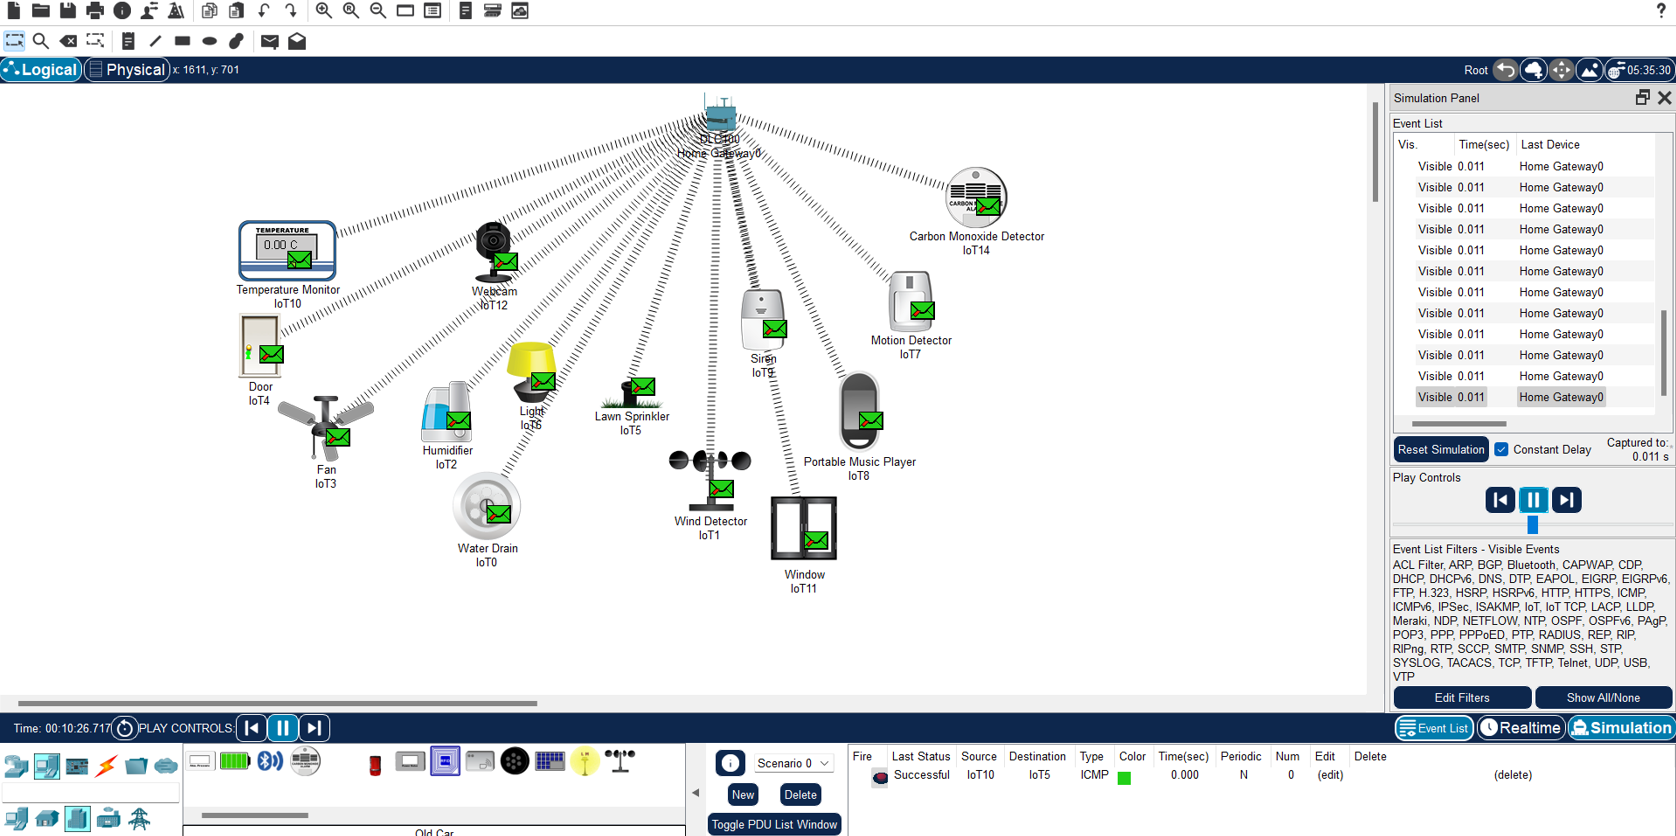 Logical
Physical
x: 1611, y: 701
Root
05:35:30
Simulation Panel
Event List
Vis.
Time(sec)
Last Device
Visible 0.011 Home Gateway0
Visible 0.011 Home Gateway0
Visible 0.011 Home Gateway0
Visible 0.011 Home Gateway0
Visible 0.011 Home Gateway0
Visible 0.011 Home Gateway0
Visible 0.011 Home Gateway0
Visible 0.011 Home Gateway0
Visible 0.011 Home Gateway0
Visible 0.011 Home Gateway0
Visible 0.011 Home Gateway0
Visible 0.011 Home Gateway0
Reset Simulation
Constant Delay
Captured to:
0.011 s
Play Controls
Event List Filters - Visible Events
ACL Filter, ARP, BGP, Bluetooth, CAPWAP, CDP,
DHCP, DHCPv6, DNS, DTP, EAPOL, EIGRP, EIGRPv6,
FTP, H.323, HSRP, HSRPv6, HTTP, HTTPS, ICMP,
ICMPv6, IPSec, ISAKMP, IoT, IoT TCP, LACP, LLDP,
Meraki, NDP, NETFLOW, NTP, OSPF, OSPFv6, PAgP,
POP3, PPP, PPPoED, PTP, RADIUS, REP, RIP,
RIPng, RTP, SCCP, SMTP, SNMP, SSH, STP,
SYSLOG, TACACS, TCP, TFTP, Telnet, UDP, USB,
VTP
Edit Filters
Show All/None
DLC100
Home Gateway0
Carbon Monoxide Detector
IoT14
TEMPERATURE
0.00 C
Temperature Monitor
IoT10
Webcam
IoT12
Motion Detector
IoT7
Siren
IoT9
Door
IoT4
Light
IoT6
Lawn Sprinkler
IoT5
Humidifier
IoT2
Fan
IoT3
Portable Music Player
IoT8
Wind Detector
IoT1
Water Drain
IoT0
Window
IoT11
Time: 00:10:26.717
PLAY CONTROLS:
Event List
Realtime
Simulation
Scenario 0
New
Delete
Toggle PDU List Window
Fire Last Status Source Destination Type Color Time(sec) Periodic Num Edit Delete
Successful IoT10 IoT5 ICMP 0.000 N 0 (edit) (delete)
Old Car